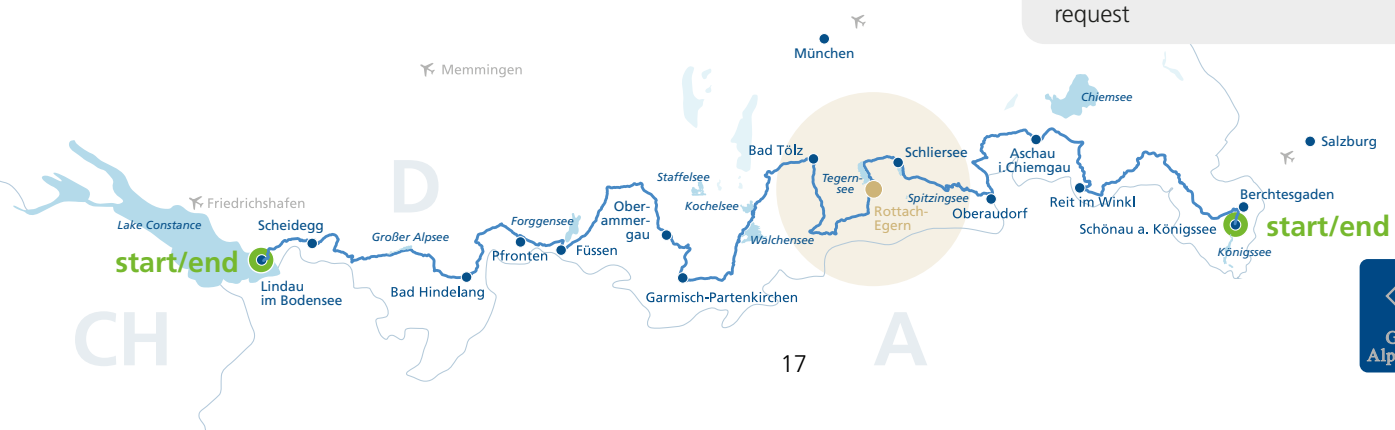 request
München
Memmingen
Chiemsee
Salzburg
Bad Tölz
Schliersee
Aschau
i.Chiemgau
D
Staffelsee
Tegern-
see
Friedrichshafen
Kochelsee
Spitzingsee
Berchtesgaden
Ober-
ammer-
gau
Rottach-
Egern
Oberaudorf
Reit im Winkl
Lake Constance
Scheidegg
Forggensee
Großer Alpsee
Walchensee
Schönau a. Königssee
start/end
Pfronten
Füssen
Königssee
start/end
Lindau
im Bodensee
Bad Hindelang
Garmisch-Partenkirchen
CH
A
17
G
Alp